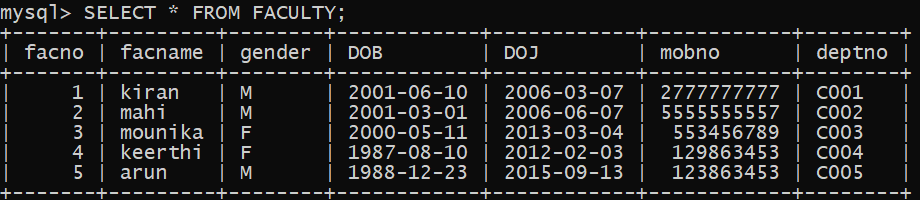 mysql> SELECT * FROM FACULTY;
+-------+---------+--------+------------+------------+------------+--------+
| facno | facname | gender | DOB        | DOJ        | mobno      | deptno |
+-------+---------+--------+------------+------------+------------+--------+
|     1 | kiran   | M      | 2001-06-10 | 2006-03-07 | 2777777777 | C001   |
|     2 | mahi    | M      | 2001-03-01 | 2006-06-07 | 5555555557 | C002   |
|     3 | mounika | F      | 2000-05-11 | 2013-03-04 |  553456789 | C003   |
|     4 | keerthi | F      | 1987-08-10 | 2012-02-03 |  129863453 | C004   |
|     5 | arun    | M      | 1988-12-23 | 2015-09-13 |  123863453 | C005   |
+-------+---------+--------+------------+------------+------------+--------+